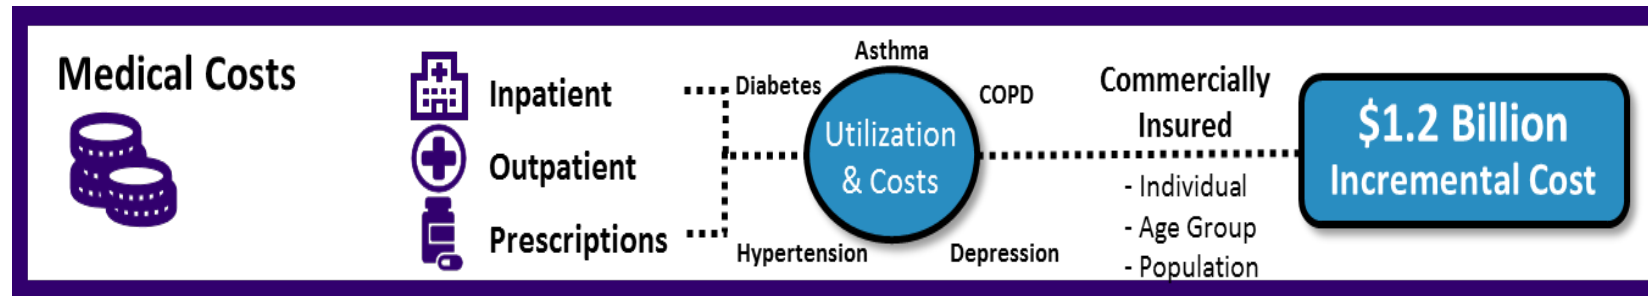 Medical Costs
Inpatient
Outpatient
Prescriptions
Diabetes
Asthma
COPD
Utilization
& Costs
Hypertension
Depression
Commercially
Insured
- Individual
- Age Group
- Population
$1.2 Billion
Incremental Cost